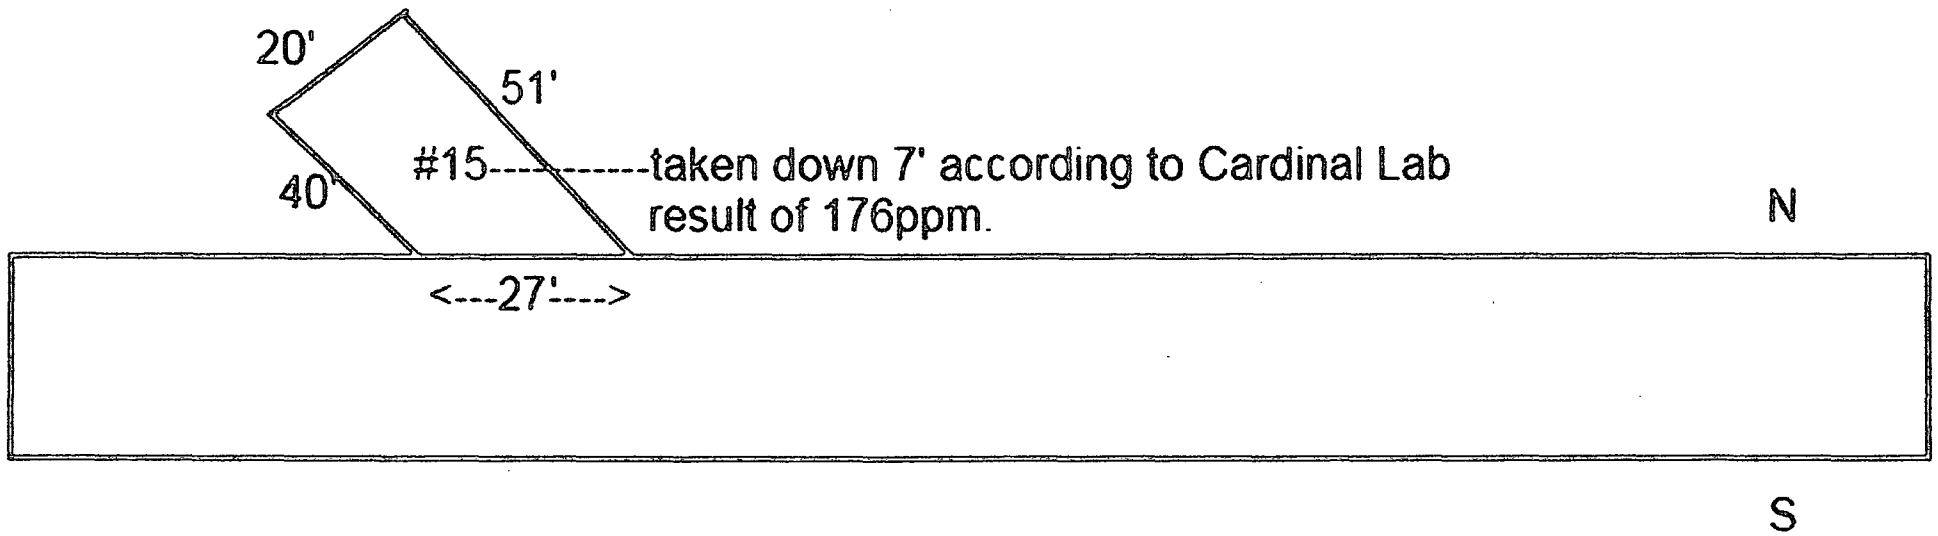 20'
51'
#15-----------taken down 7' according to Cardinal Lab
result of 176ppm.
40'
N
<---27'---->
S